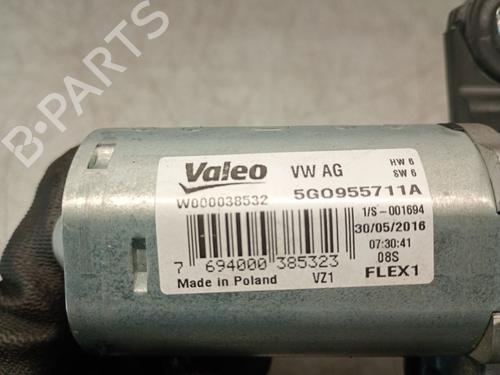 B-Parts
Valeo VW AG HW 6
SW 6
W000038532 5G0955711A
1/S-001694
30/05/2016
07:30:41
08S
7 694000 385323 VZ1 FLEX1
Made in Poland